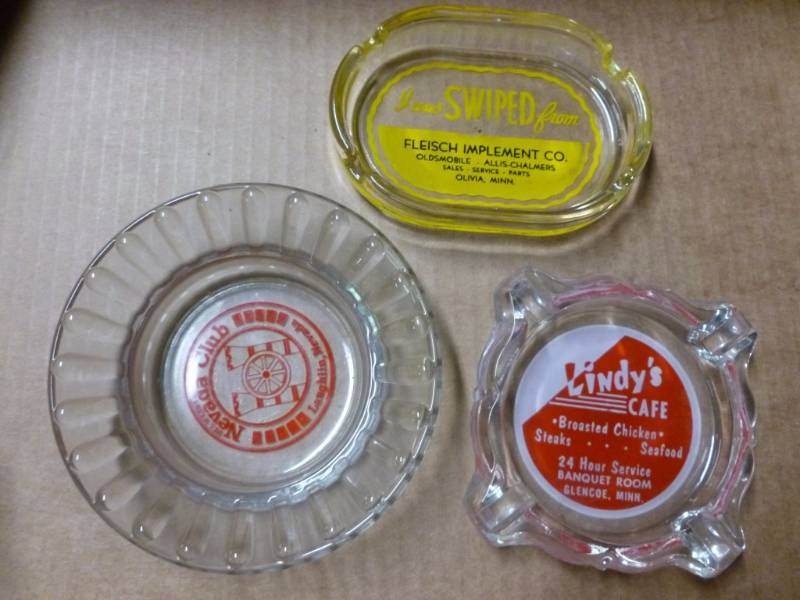 I was SWIPED from
FLEISCH IMPLEMENT CO.
OLDSMOBILE - ALLIS-CHALMERS
SALES - SERVICE - PARTS
OLIVIA, MINN.
Nevada Club
Laughlin, Nevada
Lindy's
CAFE
•Broasted Chicken•
Steaks . . . Seafood
24 Hour Service
BANQUET ROOM
GLENCOE, MINN.